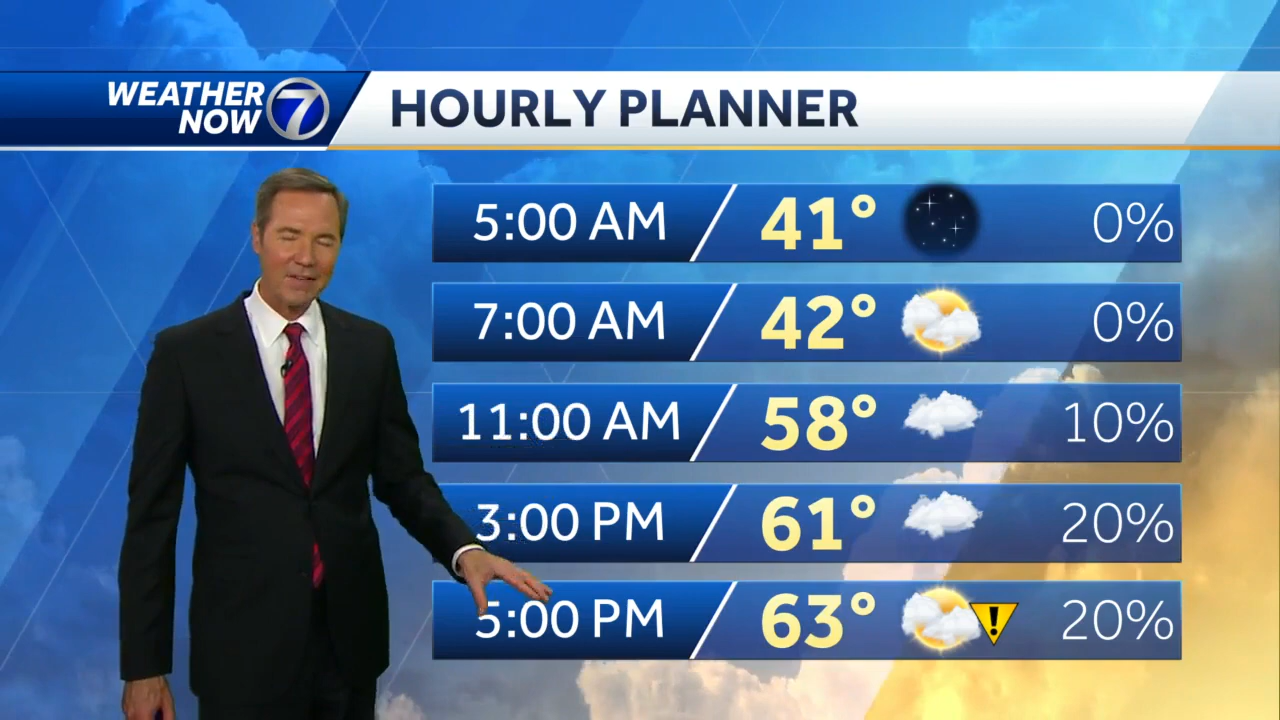 WEATHER
NOW 7
HOURLY PLANNER
5:00 AM 41° 0%
7:00 AM 42° 0%
11:00 AM 58° 10%
3:00 PM 61° 20%
5:00 PM 63° ! 20%